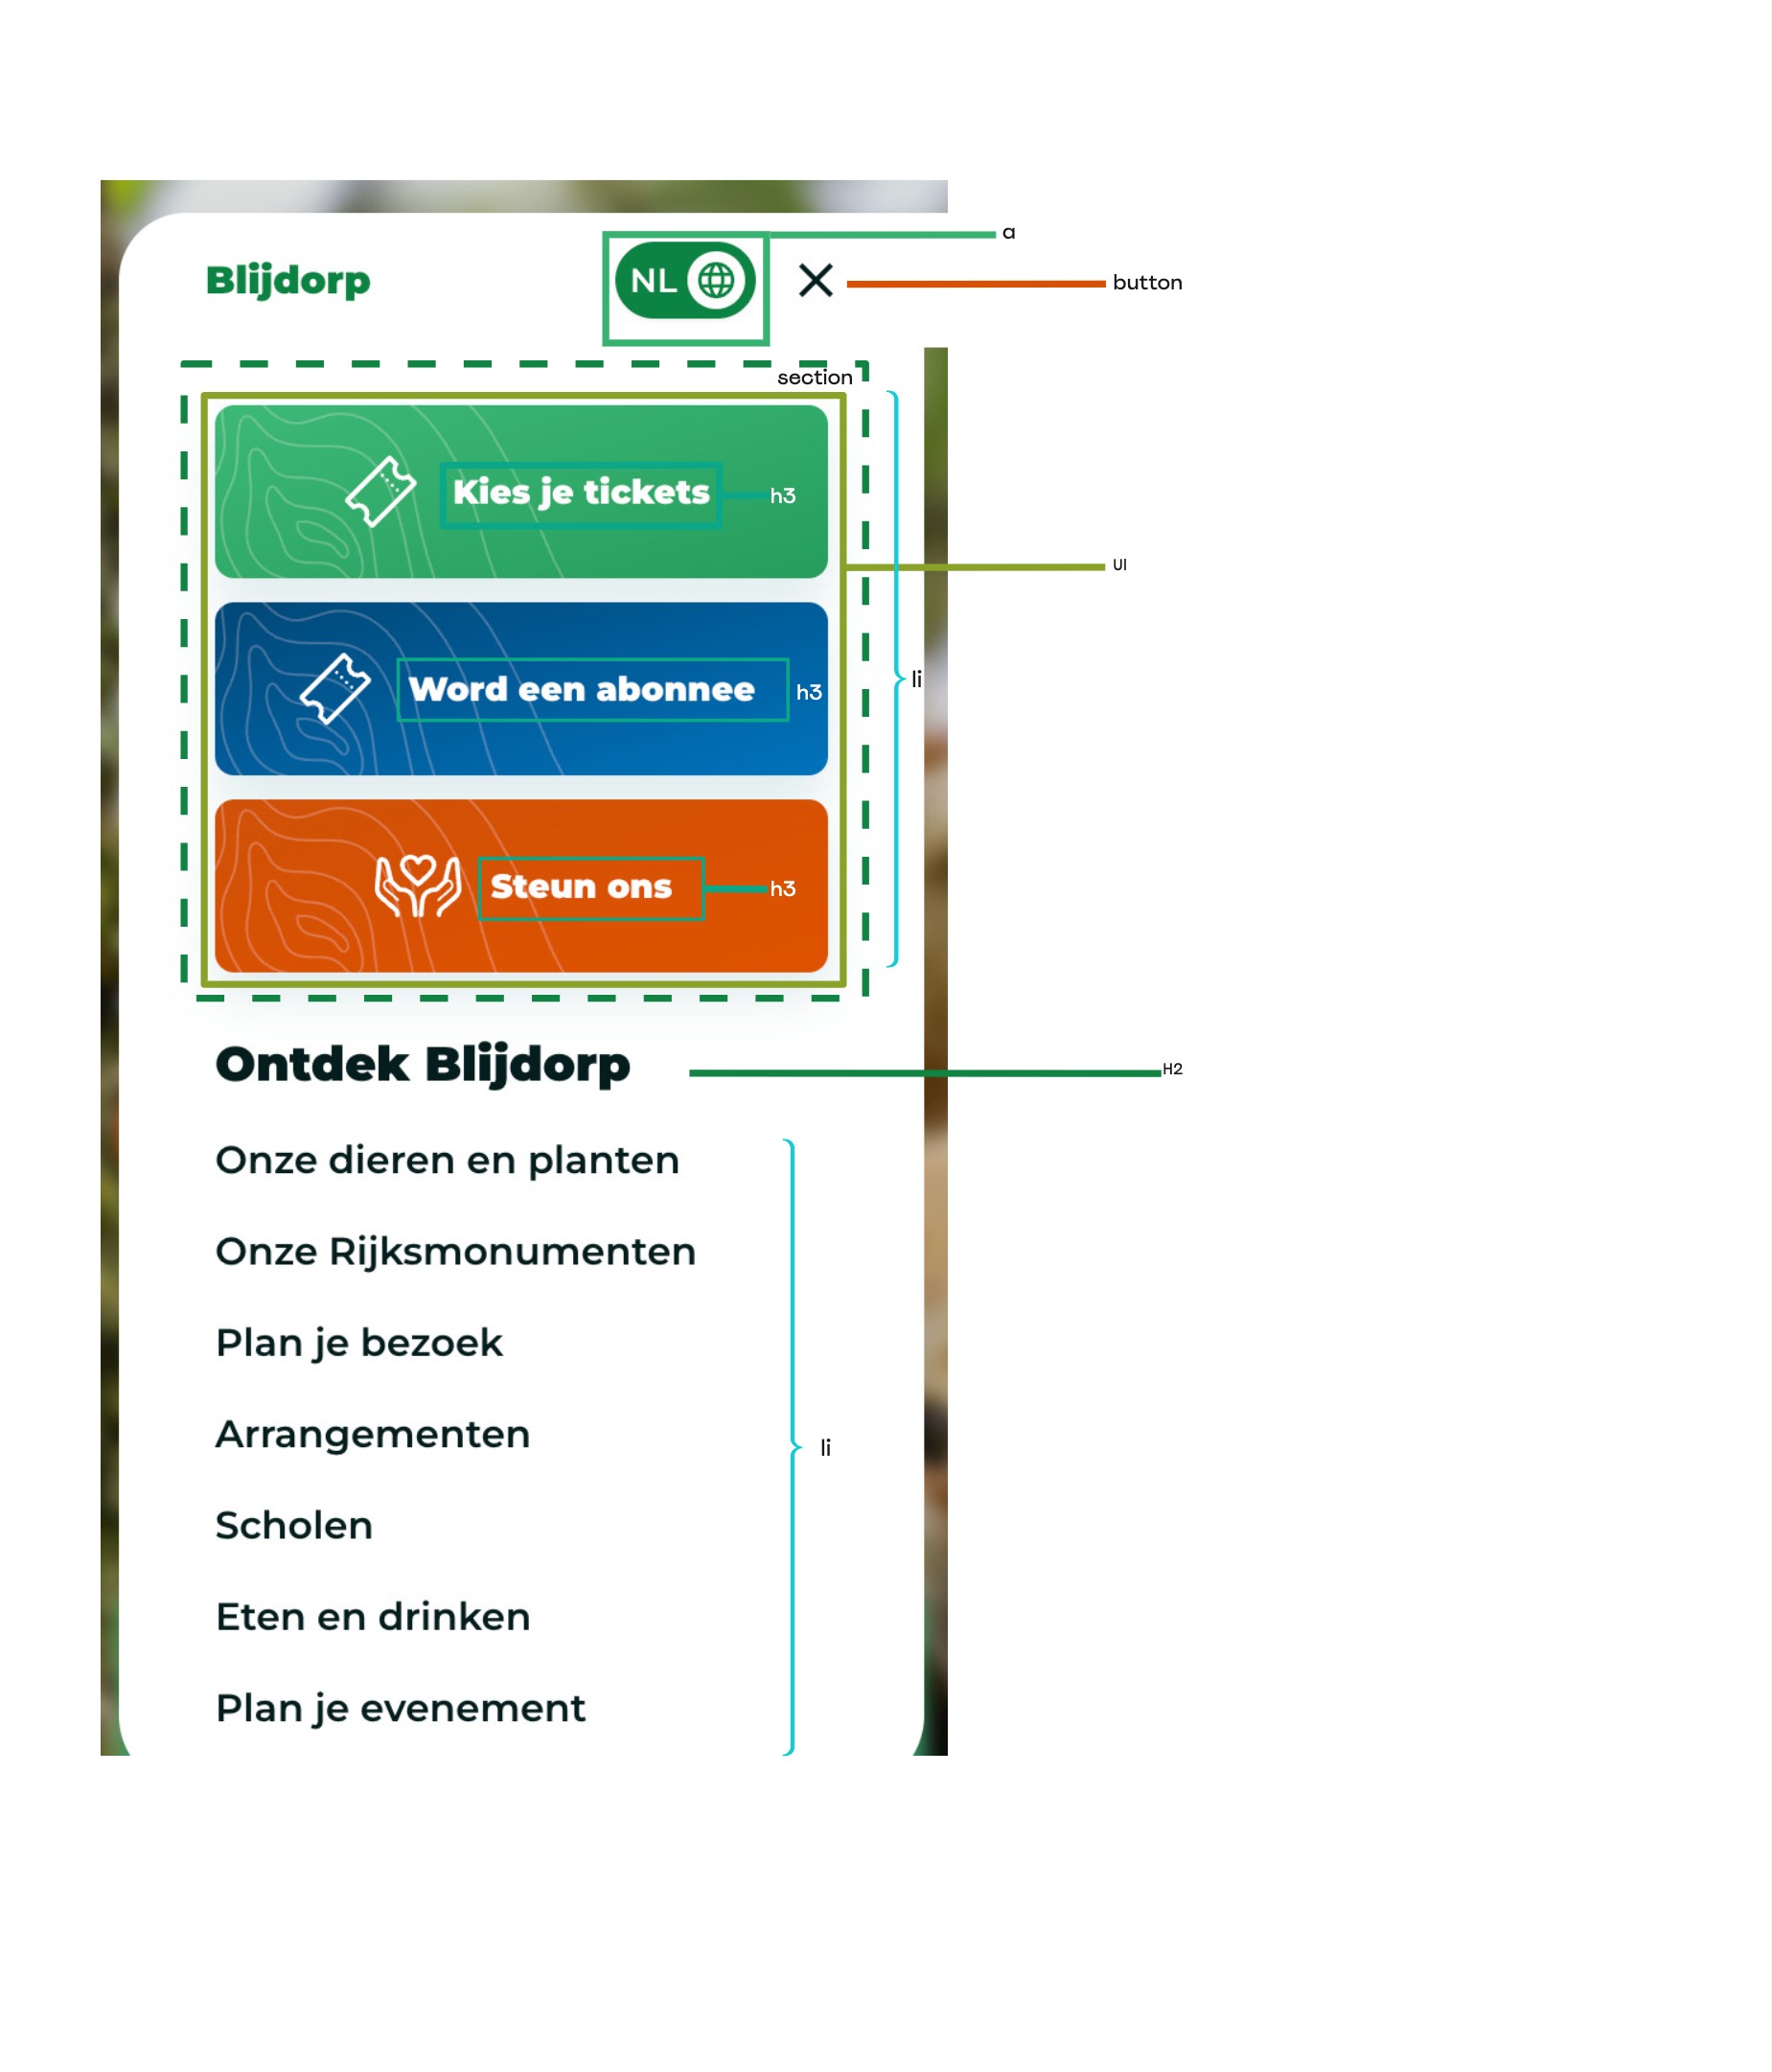 a
Blijdorp
NL
button
section
Kies je tickets
h3
Ul
Word een abonnee
h3
li
Steun ons
h3
Ontdek Blijdorp
H2
Onze dieren en planten
Onze Rijksmonumenten
Plan je bezoek
Arrangementen
li
Scholen
Eten en drinken
Plan je evenement